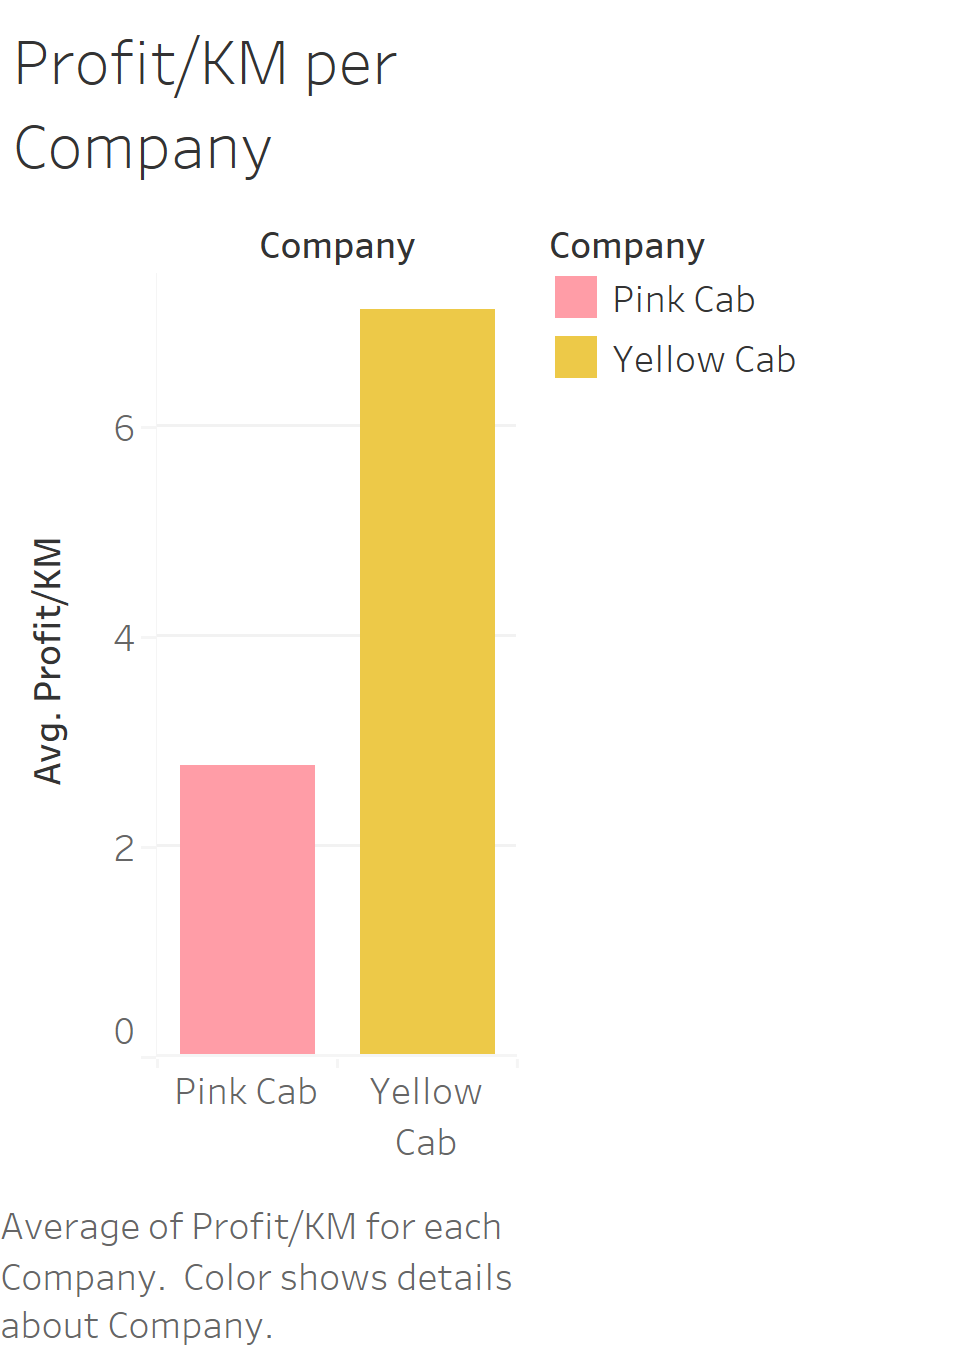 Profit/KM per
Company
Company
Company
Pink Cab
Yellow Cab
6
4
2
0
Avg. Profit/KM
Pink Cab
Yellow
Cab
Average of Profit/KM for each
Company.  Color shows details
about Company.